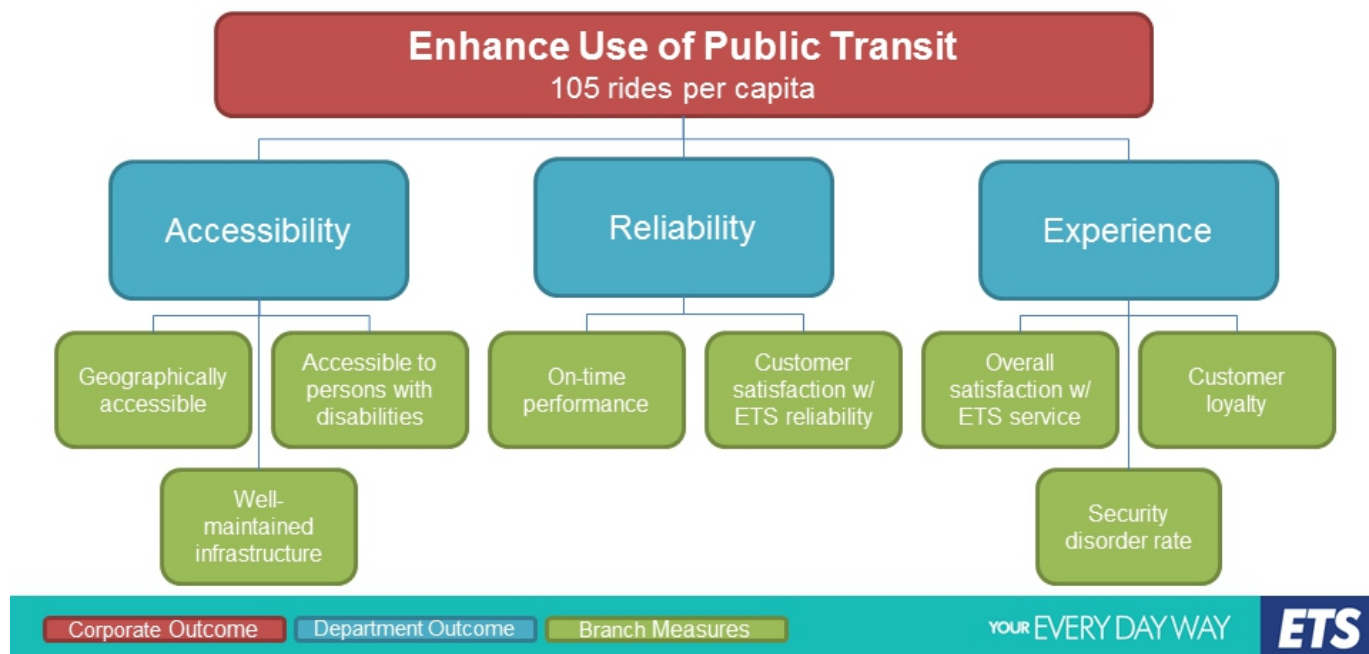 Enhance Use of Public Transit
105 rides per capita
Accessibility
Reliability
Experience
Geographically
accessible
Accessible to
persons with
disabilities
On-time
performance
Customer
satisfaction w/
ETS reliability
Overall
satisfaction w/
ETS service
Customer
loyalty
Well-
maintained
infrastructure
Security
disorder rate
Corporate Outcome
Department Outcome
Branch Measures
YOUR EVERY DAY WAY
ETS